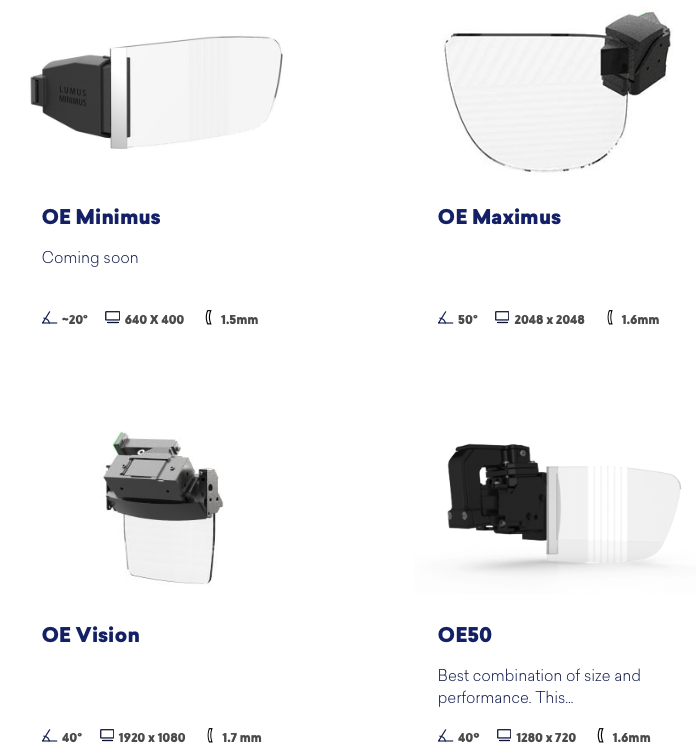 LUMUS
MINIMUS
OE Minimus
Coming soon
~20° 640 X 400 1.5mm
OE Maximus
50° 2048 x 2048 1.6mm
OE Vision
40° 1920 x 1080 1.7 mm
OE50
Best combination of size and
performance. This...
40° 1280 x 720 1.6mm